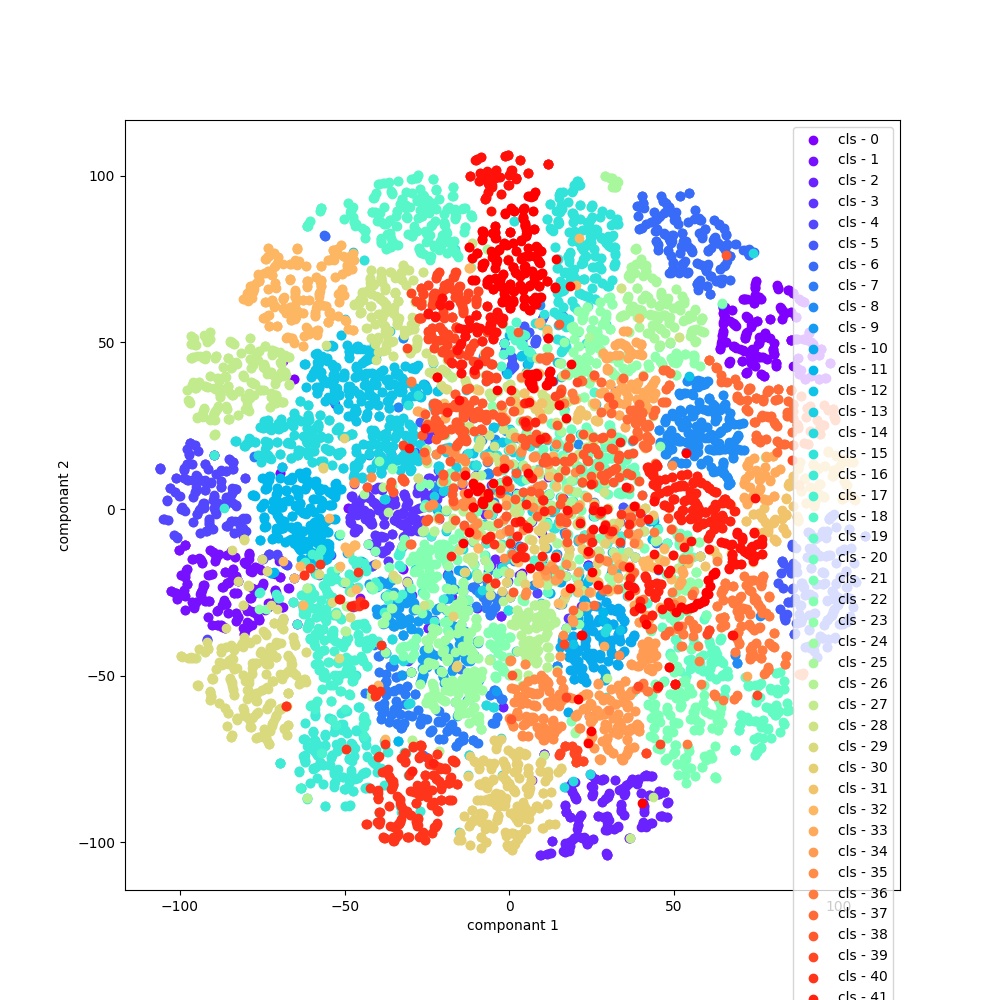 cls - 0
cls - 1
cls - 2
cls - 3
cls - 4
cls - 5
cls - 6
cls - 7
cls - 8
cls - 9
cls - 10
cls - 11
cls - 12
cls - 13
cls - 14
cls - 15
cls - 16
cls - 17
cls - 18
cls - 19
cls - 20
cls - 21
cls - 22
cls - 23
cls - 24
cls - 25
cls - 26
cls - 27
cls - 28
cls - 29
cls - 30
cls - 31
cls - 32
cls - 33
cls - 34
cls - 35
cls - 36
cls - 37
cls - 38
cls - 39
cls - 40
cls - 41
100
50
0
−50
−100
componant 2
−100
−50
0
50
100
componant 1